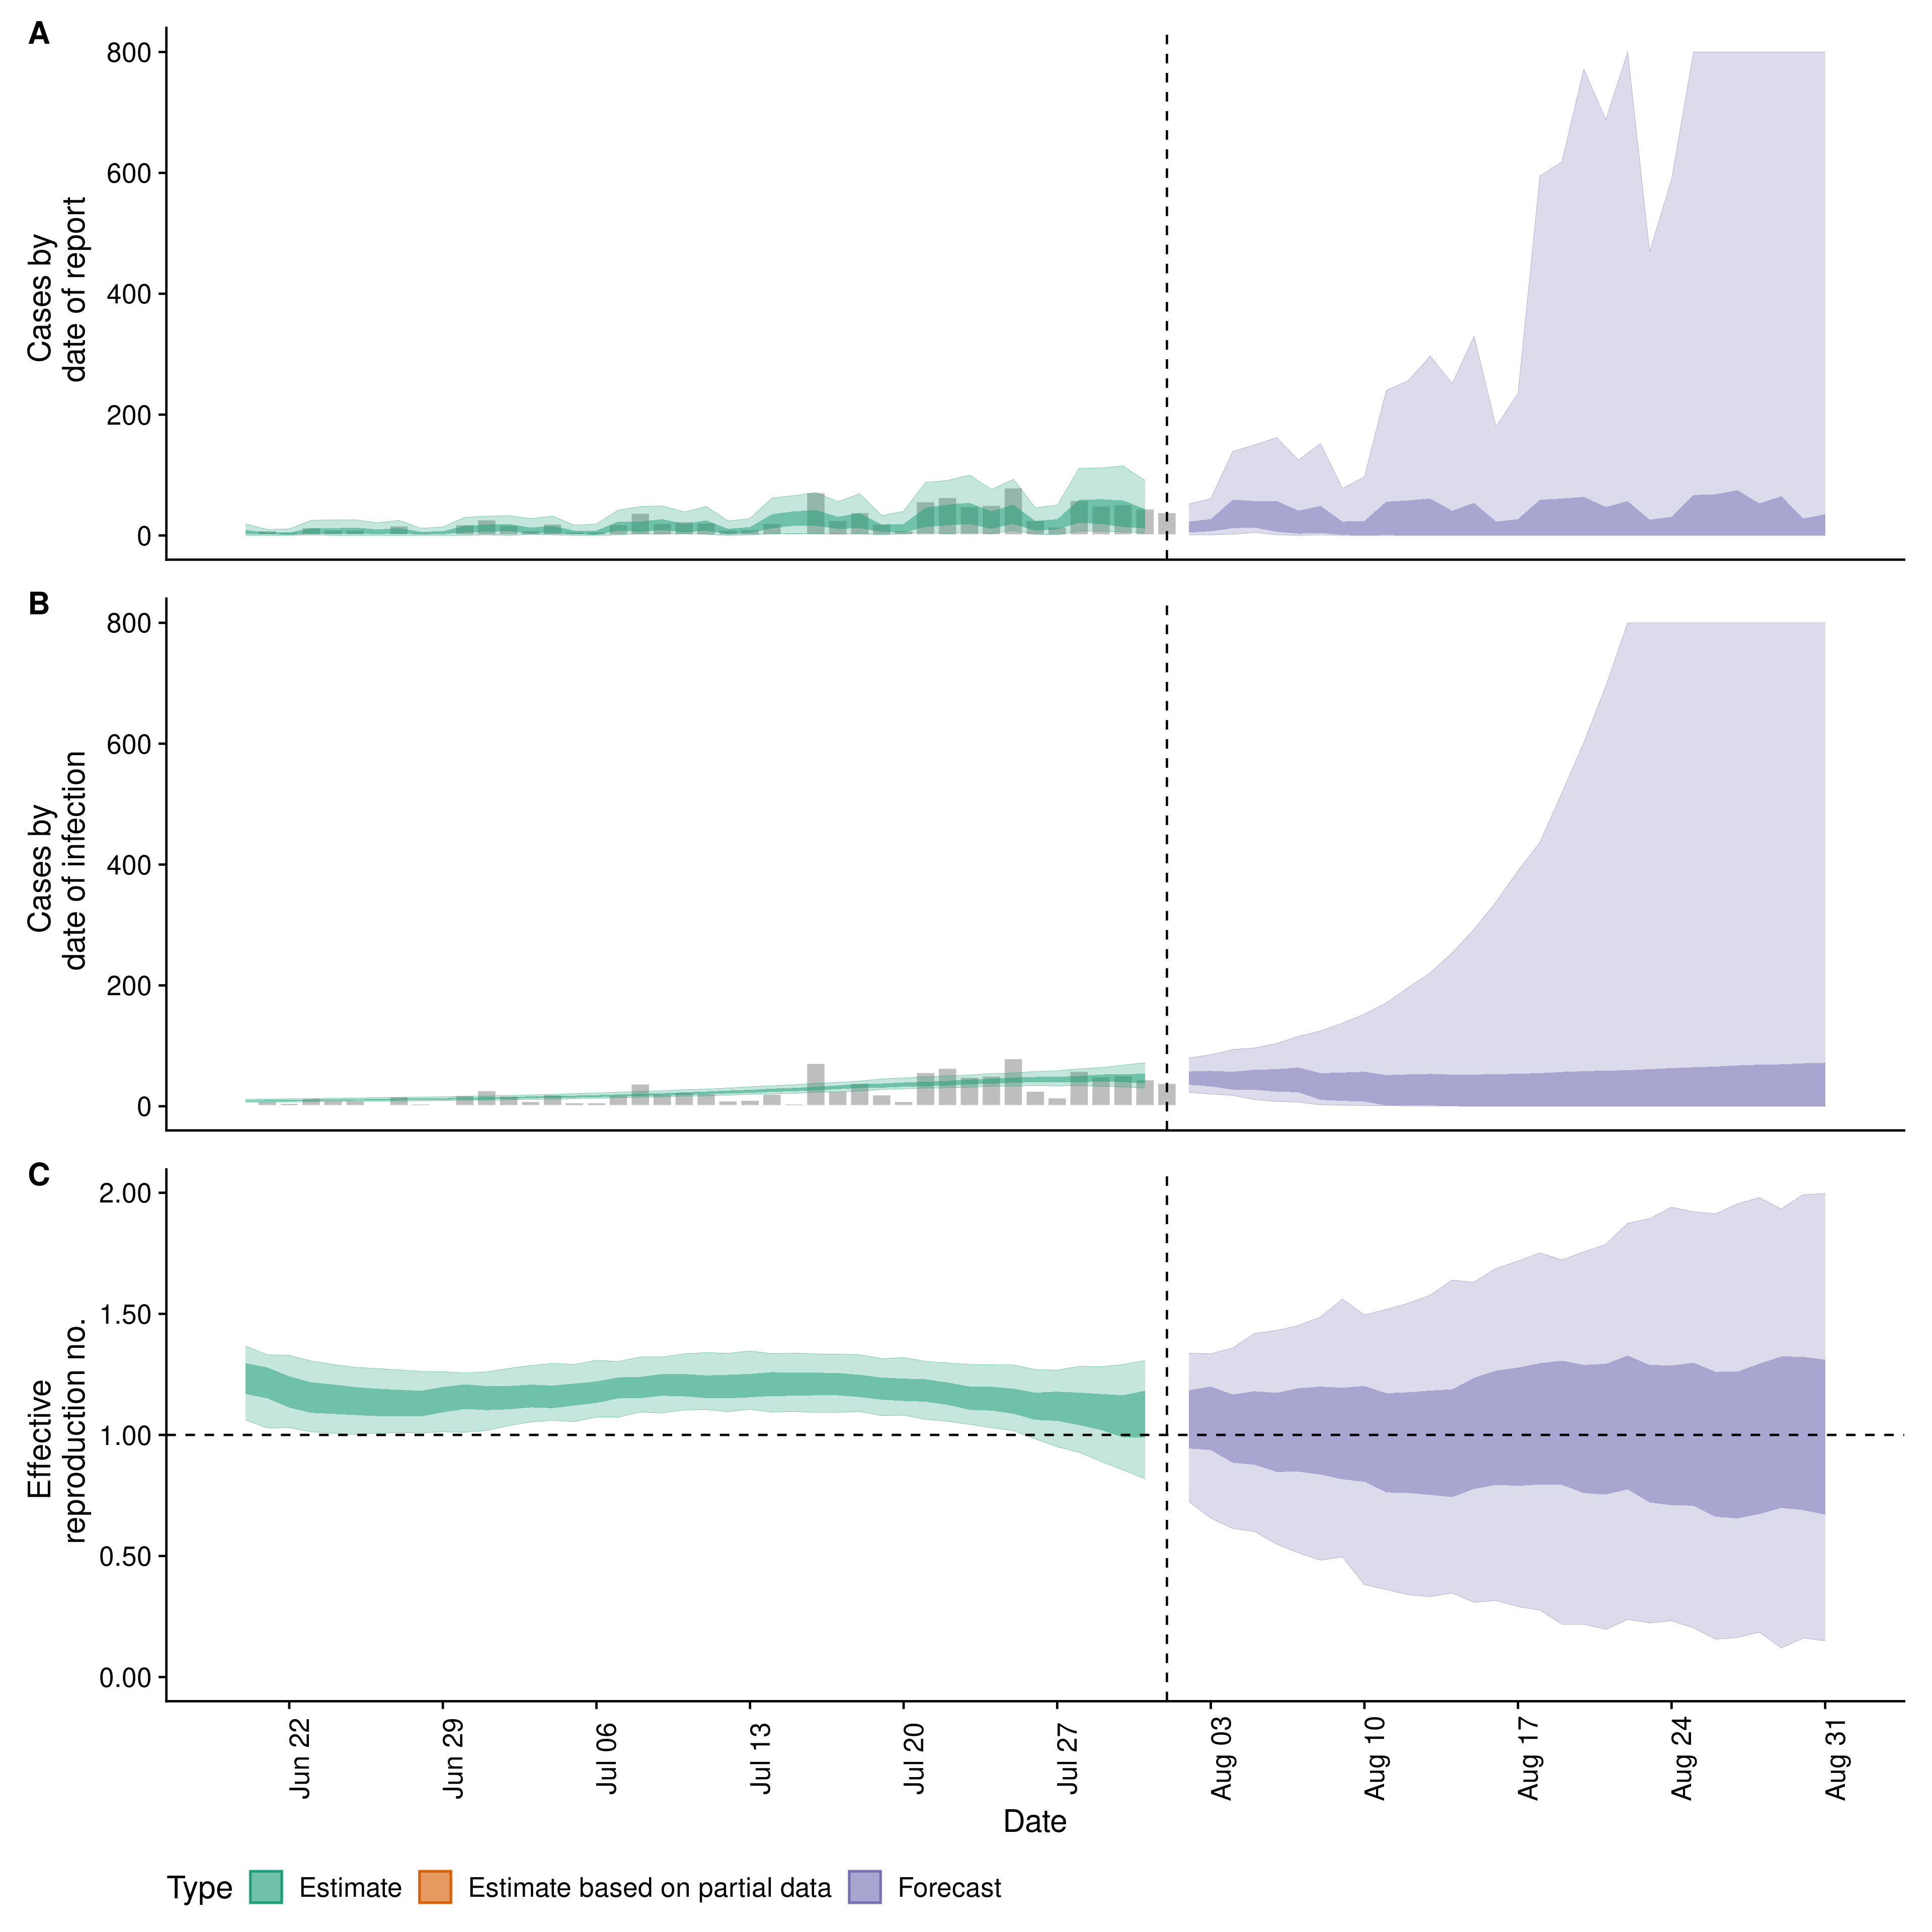 A
800
600
400
200
0
Cases by
date of report
B
800
600
400
200
0
Cases by
date of infection
C
2.00
1.50
1.00
0.50
0.00
Effective
reproduction no.
Jun 22
Jun 29
Jul 06
Jul 13
Jul 20
Jul 27
Aug 03
Aug 10
Aug 17
Aug 24
Aug 31
Date
Type Estimate Estimate based on partial data Forecast